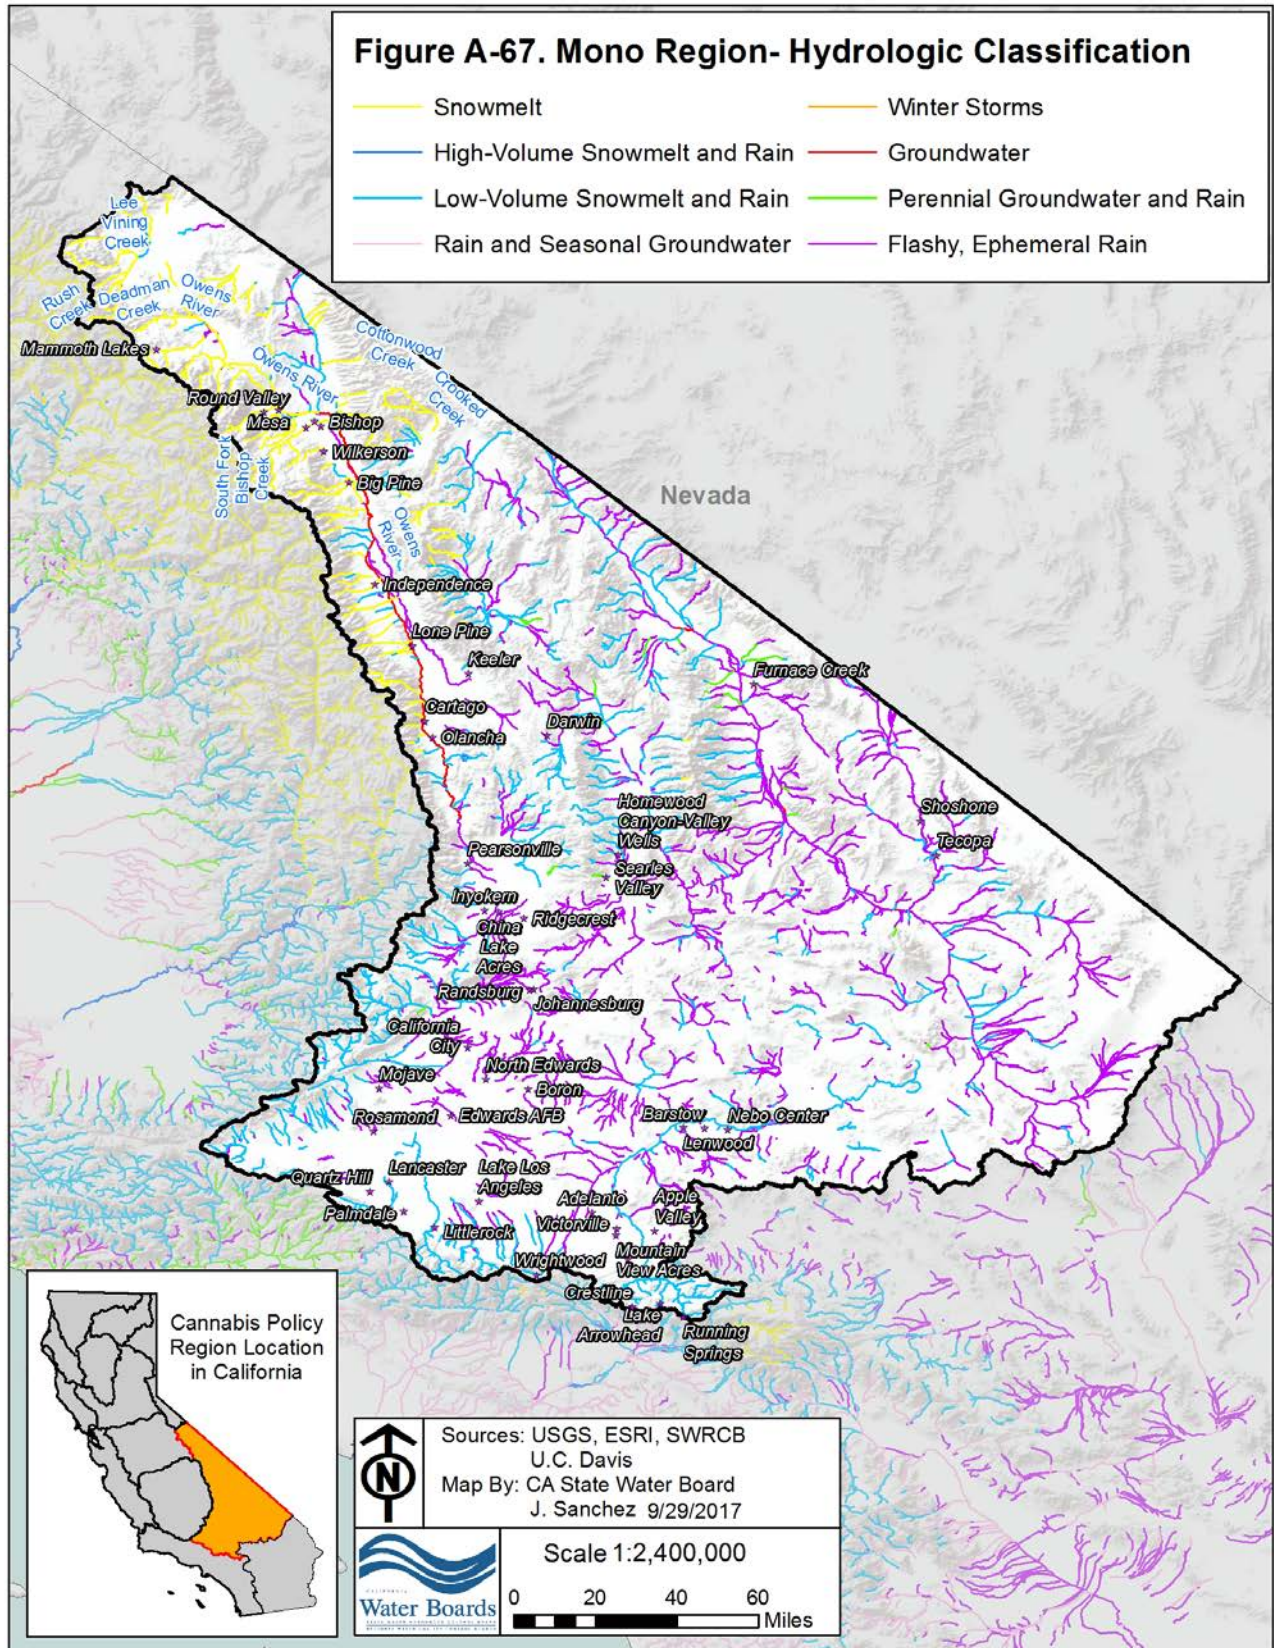 Figure A-67. Mono Region- Hydrologic Classification
Snowmelt
High-Volume Snowmelt and Rain
Low-Volume Snowmelt and Rain
Rain and Seasonal Groundwater
Winter Storms
Groundwater
Perennial Groundwater and Rain
Flashy, Ephemeral Rain
Lee
Vining
Creek
Rush
Creek
Deadman
Creek
Owens
River
Mammoth Lakes
Owens River
Cottonwood
Creek
Crooked
Creek
Round Valley
Mesa
Bishop
South Fork
Bishop
Creek
Wilkerson
Big Pine
Nevada
Owens
River
Independence
Lone Pine
Keeler
Furnace Creek
Cartago
Olancha
Darwin
Homewood
Canyon-Valley
Wells
Shoshone
Tecopa
Pearsonville
Searles
Valley
Inyokern
Ridgecrest
China
Lake
Acres
Randsburg
Johannesburg
California
City
North Edwards
Mojave
Boron
Rosamond
Edwards AFB
Barstow
Nebo Center
Lenwood
Quartz Hill
Lancaster
Lake Los
Angeles
Adelanto
Apple
Valley
Palmdale
Littlerock
Victorville
Mountain
View Acres
Wrightwood
Crestline
Lake
Arrowhead
Running
Springs
Cannabis Policy
Region Location
in California
N
Sources: USGS, ESRI, SWRCB
U.C. Davis
Map By: CA State Water Board
J. Sanchez 9/29/2017
CALIFORNIA
Water Boards
Scale 1:2,400,000
0 20 40 60
Miles